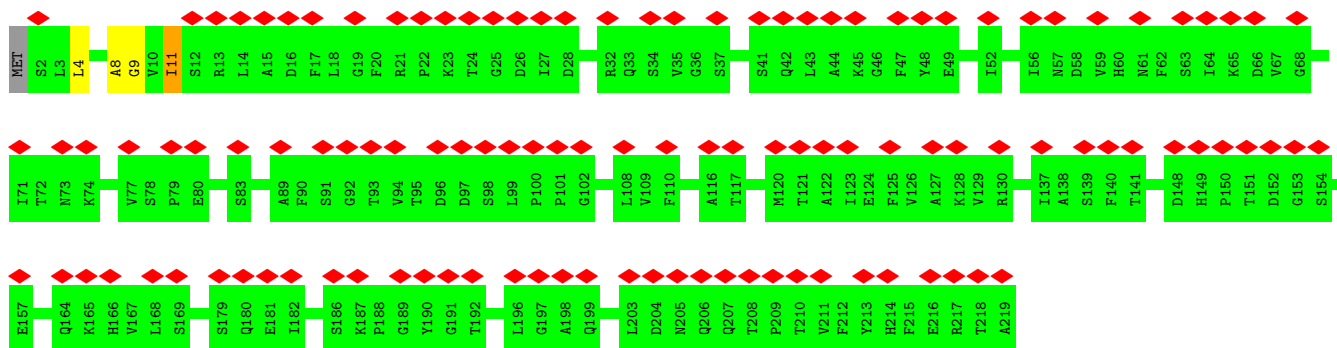 MET S2 L3 L4 A8 G9 V10 I11 S12 R13 L14 A15 D16 F17 L18 G19 F20 R21 P22 K23 T24 G25 D26 I27 D28 R32 Q33 S34 V35 G36 S37 S41 Q42 L43 A44 K45 G46 F47 Y48 E49 I52 I56 N57 D58 V59 H60 N61 F62 S63 I64 K65 D66 V67 G68
I71 T72 N73 K74 V77 S78 P79 E80 S83 A89 F90 S91 G92 T93 V94 T95 D96 D97 S98 L99 P100 P101 G102 L108 V109 F110 A116 T117 M120 T121 A122 I123 E124 F125 V126 A127 K128 V129 R130 I137 A138 S139 F140 T141 D148 H149 P150 T151 D152 G153 S154
E157 Q164 K165 H166 V167 L168 S169 S179 Q180 E181 I182 S186 K187 P188 G189 Y190 G191 T192 L196 G197 A198 Q199 L203 D204 N205 Q206 Q207 T208 P209 T210 V211 F212 Y213 H214 F215 E216 R217 T218 A219